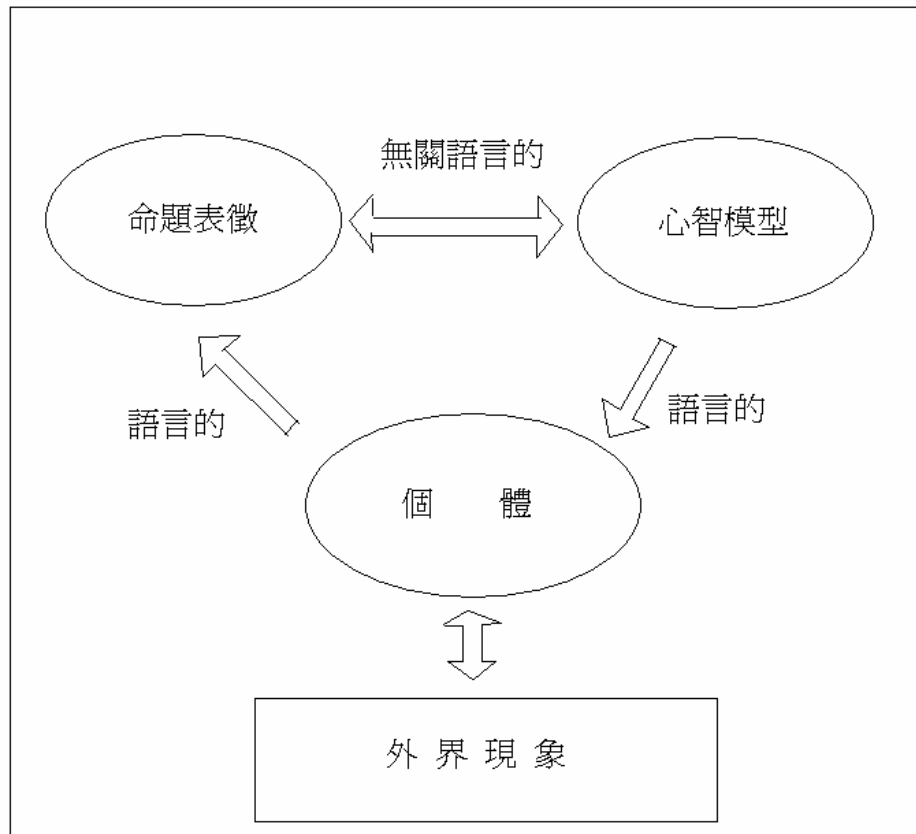 無關語言的
命題表徵
心智模型
語言的
語言的
個 體
外 界 現 象